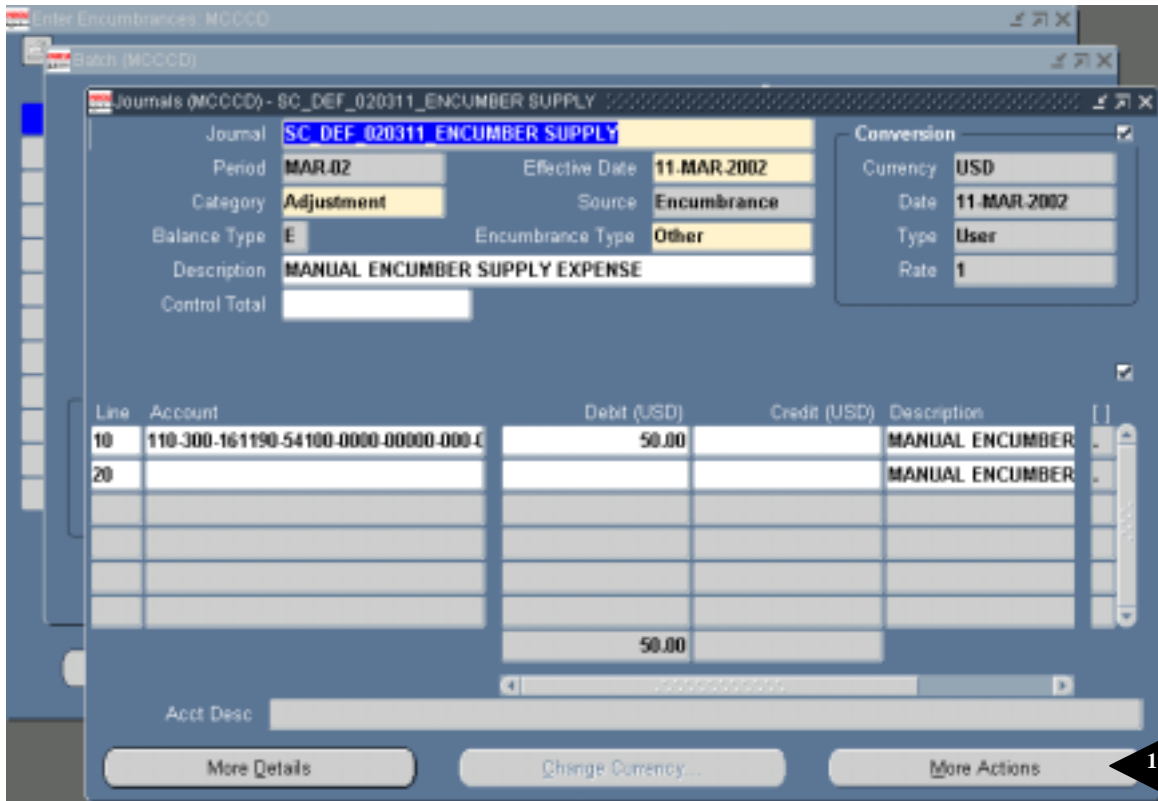 Enter Encumbrances: MCCCD
Batch (MCCCD)
Journals (MCCCD) - SC_DEF_020311_ENCUMBER SUPPLY
Journal SC_DEF_020311_ENCUMBER SUPPLY Conversion
Period MAR-02 Effective Date 11-MAR-2002 Currency USD
Category Adjustment Source Encumbrance Date 11-MAR-2002
Balance Type E Encumbrance Type Other Type User
Description MANUAL ENCUMBER SUPPLY EXPENSE Rate 1
Control Total
Line Account Debit (USD) Credit (USD) Description [ ]
10 110-300-161190-54100-0000-00000-000- 50.00 MANUAL ENCUMBER .
20 MANUAL ENCUMBER .
50.00
Acct Desc
More Details Change Currency... More Actions 1